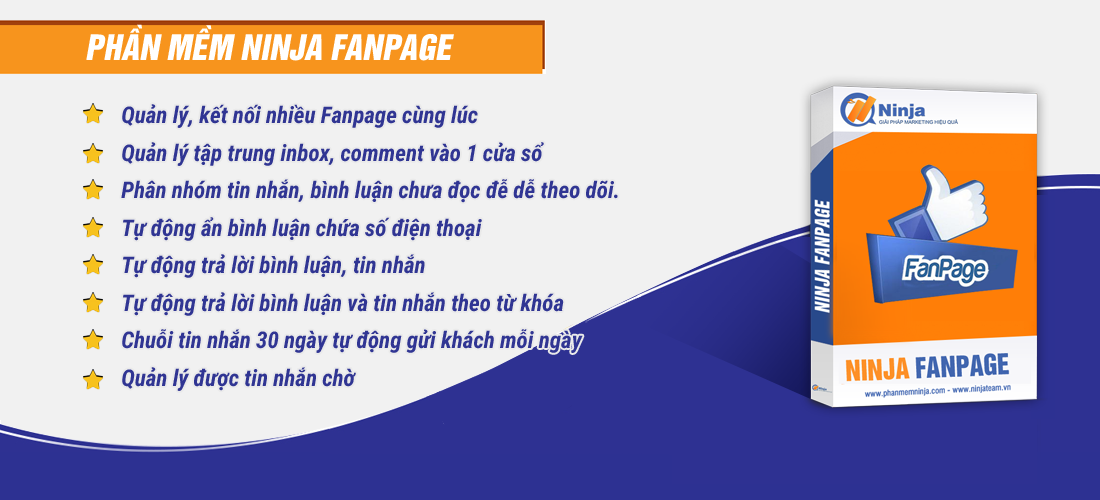 PHẦN MỀM NINJA FANPAGE
Quản lý, kết nối nhiều Fanpage cùng lúc
Quản lý tập trung inbox, comment vào 1 cửa sổ
Phân nhóm tin nhắn, bình luận chưa đọc đễ dễ theo dõi.
Tự động ẩn bình luận chứa số điện thoại
Tự động trả lời bình luận, tin nhắn
Tự động trả lời bình luận và tin nhắn theo từ khóa
Chuỗi tin nhắn 30 ngày tự động gửi khách mỗi ngày
Quản lý được tin nhắn chờ
Ninja
GIẢI PHÁP MARKETING HIỆU QUẢ
NINJA FANPAGE
FanPage
NINJA FANPAGE
www.phanmemninja.com - www.ninjateam.vn